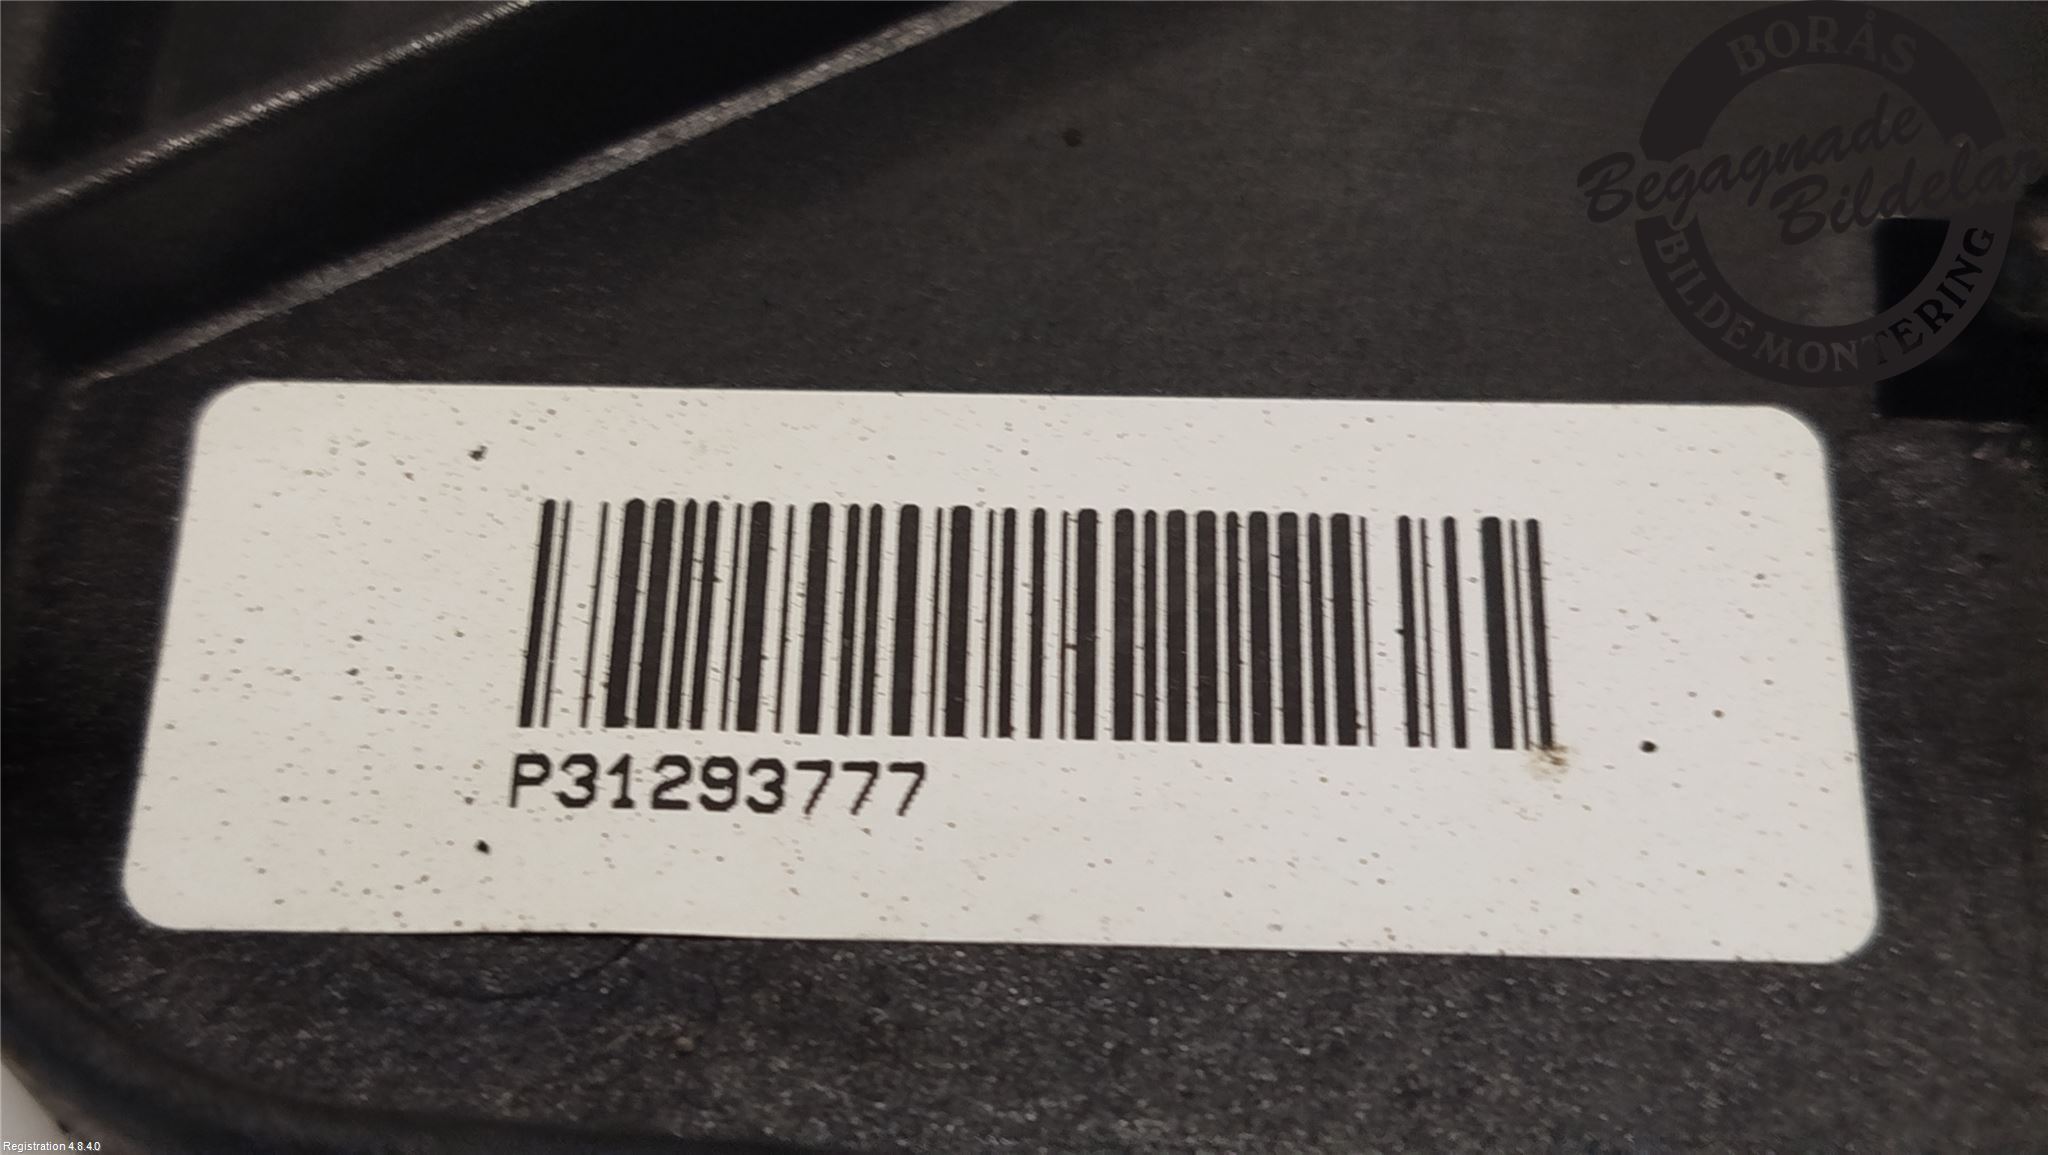 BORÅS
Begagnade
Bildelar
BILDEMONTERING
P31293777
Registration 4.8.4.0